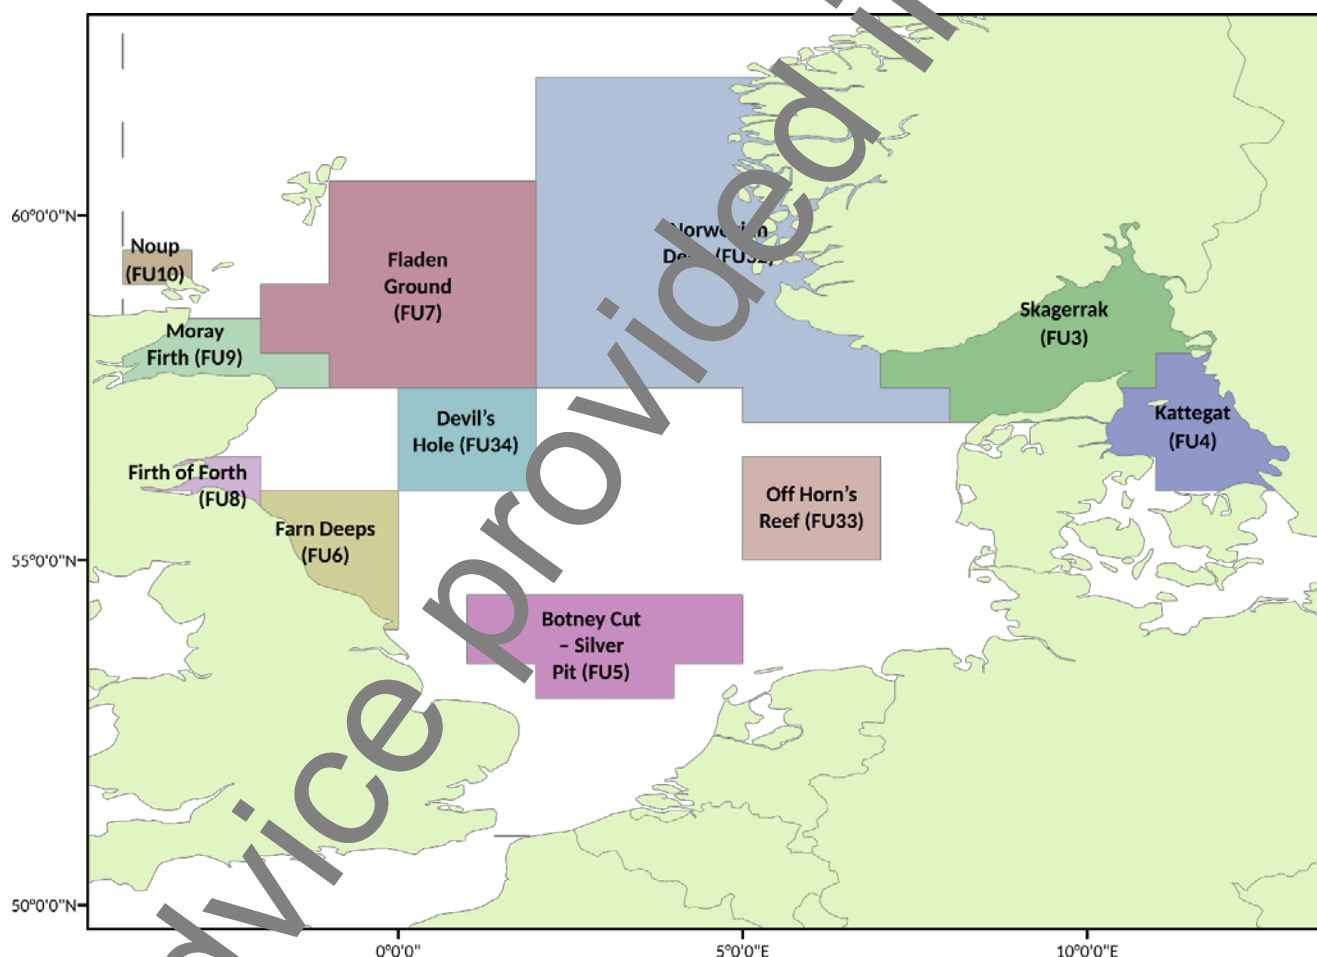 advice provided in
60°0'0"N
55°0'0"N
50°0'0"N
0°0'0"
5°0'0"E
10°0'0"E
Noup
(FU10)
Fladen
Ground
(FU7)
Norwegian
(FU32)
Skagerrak
(FU3)
Moray
Firth (FU9)
Kattegat
(FU4)
Devil's
Hole (FU34)
Firth of Forth
(FU8)
Off Horn's
Reef (FU33)
Farn Deeps
(FU6)
Botney Cut
– Silver
Pit (FU5)